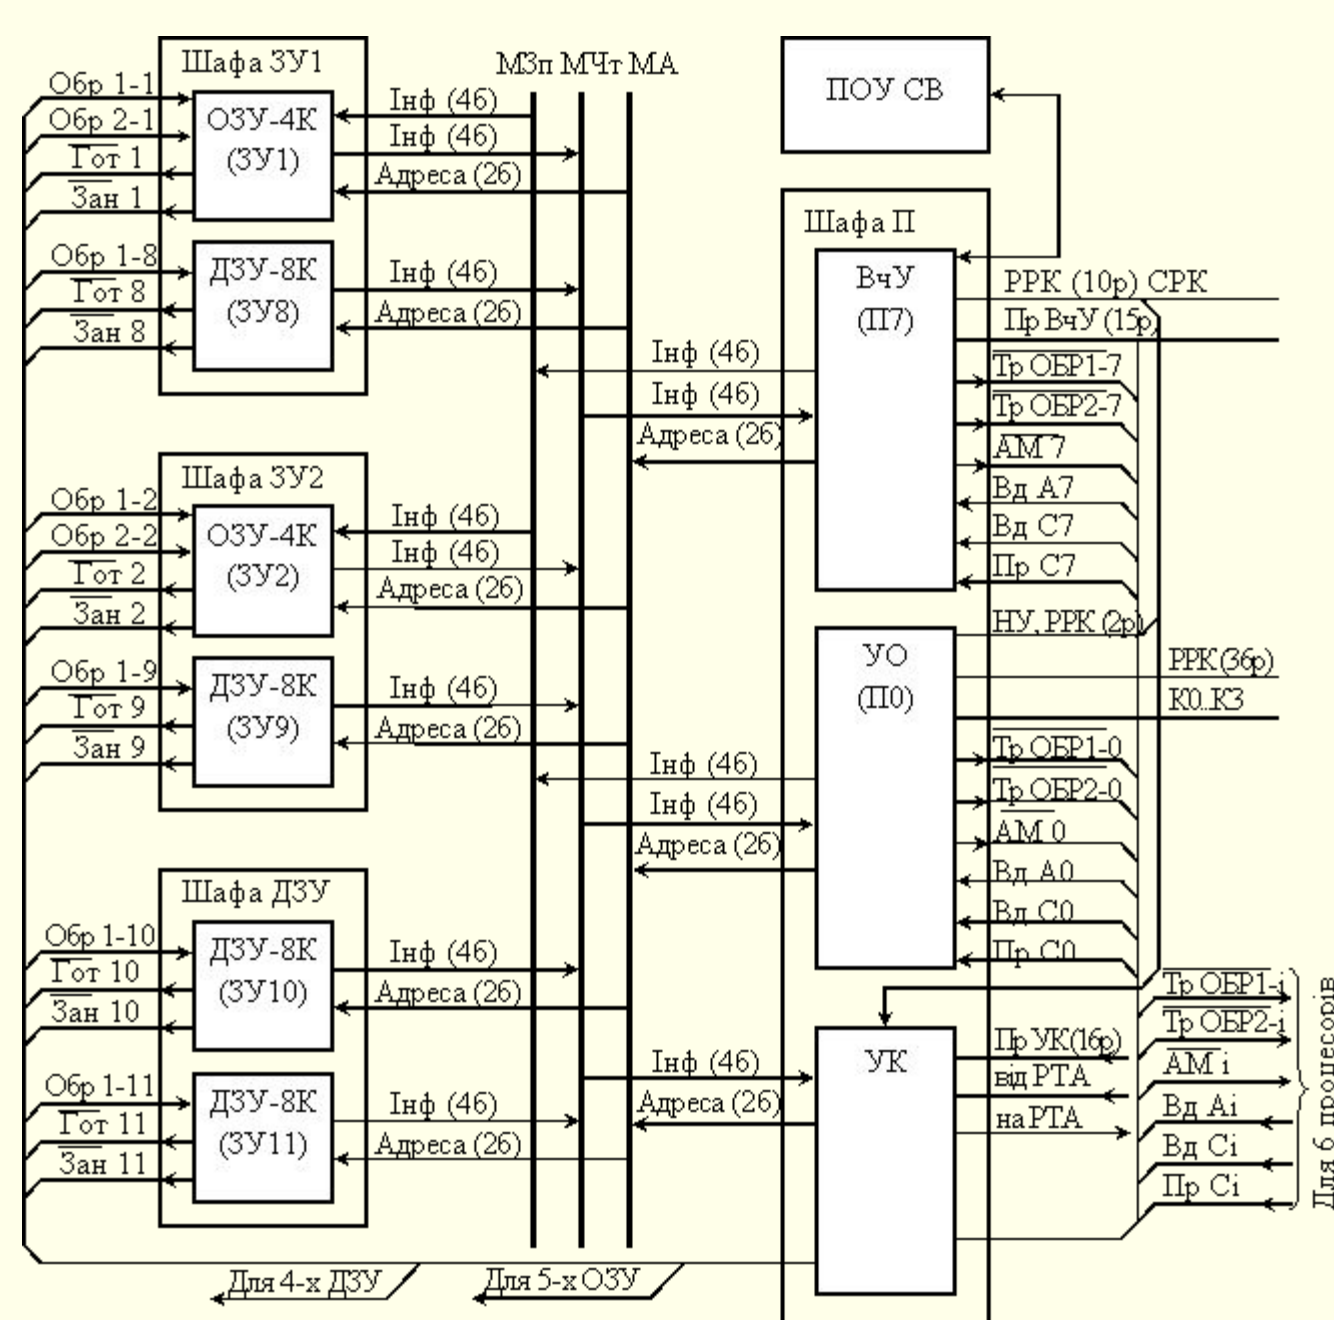 Шафа ЗУ1
МЗп МЧт МА
ПОУ СВ
Обр 1-1
Обр 2-1
Гот 1
Зан 1
ОЗУ-4К
(ЗУ1)
Інф (46)
Інф (46)
Адреса (26)
Обр 1-8
Гот 8
Зан 8
ДЗУ-8К
(ЗУ8)
Інф (46)
Адреса (26)
Шафа П
ВчУ
(П7)
РРК (10р) СРК
Пр ВчУ (15р)
Тр ОБР1-7
Тр ОБР2-7
АМ 7
Вд А7
Вд С7
Пр С7
Інф (46)
Інф (46)
Адреса (26)
Шафа ЗУ2
Обр 1-2
Обр 2-2
Гот 2
Зан 2
ОЗУ-4К
(ЗУ2)
Інф (46)
Інф (46)
Адреса (26)
Обр 1-9
Гот 9
Зан 9
ДЗУ-8К
(ЗУ9)
Інф (46)
Адреса (26)
УО
(П0)
НУ, РРК (2р)
РРК (36р)
К0..К3
Тр ОБР1-0
Тр ОБР2-0
АМ 0
Вд А0
Вд С0
Пр С0
Інф (46)
Інф (46)
Адреса (26)
Шафа ДЗУ
Обр 1-10
Гот 10
Зан 10
ДЗУ-8К
(ЗУ10)
Інф (46)
Адреса (26)
Обр 1-11
Гот 11
Зан 11
ДЗУ-8К
(ЗУ11)
Інф (46)
Адреса (26)
Інф (46)
Адреса (26)
УК
Пр УК(16р)
від РТА
на РТА
Тр ОБР1-і
Тр ОБР2-і
АМ і
Вд Аі
Вд Сі
Пр Сі
Для 6 процесорів
Для 4-х ДЗУ
Для 5-х ОЗУ